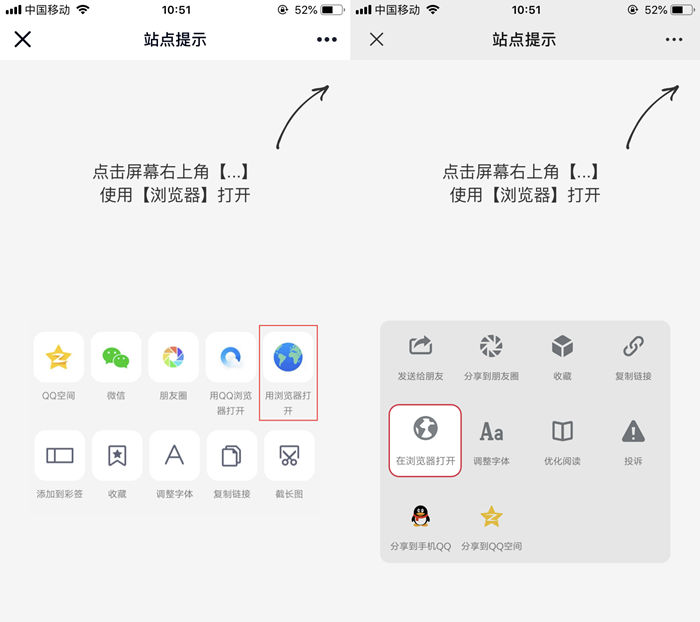 中国移动 10:51 52%
站点提示
点击屏幕右上角【...】
使用【浏览器】打开
QQ空间 微信 朋友圈 用QQ浏览器打开 用浏览器打开
添加到彩签 收藏 调整字体 复制链接 截长图
中国移动 10:51 52%
站点提示
点击屏幕右上角【...】
使用【浏览器】打开
发送给朋友 分享到朋友圈 收藏 复制链接
在浏览器打开 Aa 调整字体 优化阅读 投诉
分享到手机QQ 分享到QQ空间